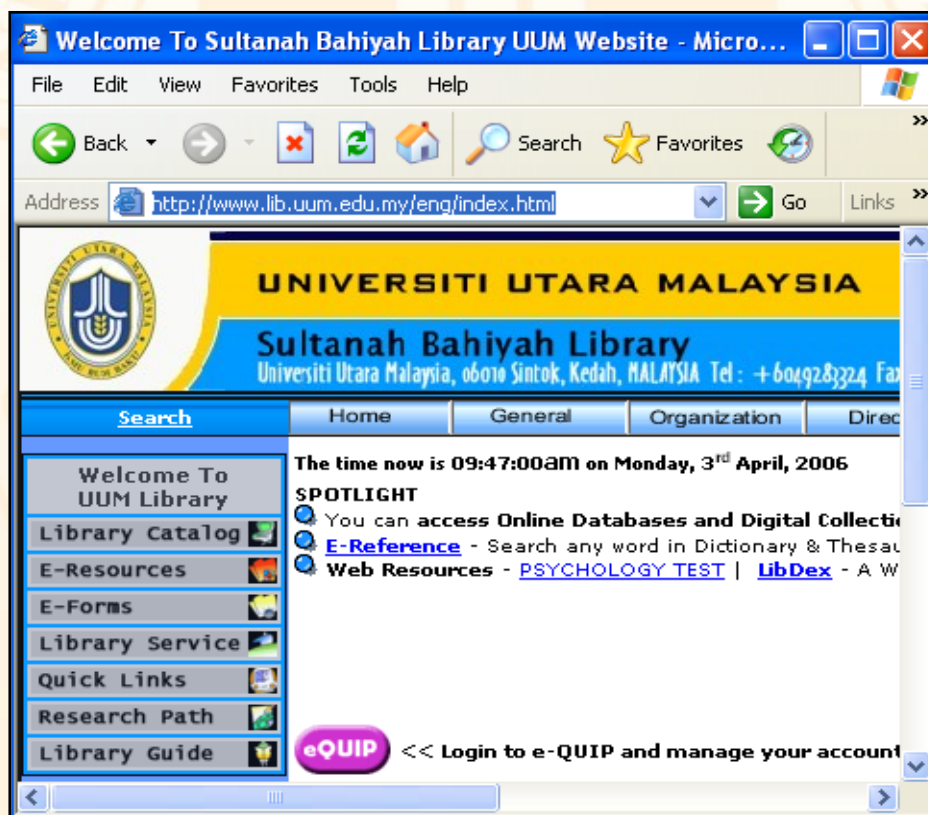 Welcome To Sultanah Bahiyah Library UUM Website - Micro...
File Edit View Favorites Tools Help
Back Search Favorites »
Address http://www.lib.uum.edu.my/eng/index.html Go Links »
UNIVERSITI UTARA MALAYSIA
Sultanah Bahiyah Library
Universiti Utara Malaysia, 06010 Sintok, Kedah, MALAYSIA Tel : +6049283324 Fax
Search Home General Organization Direc
The time now is 09:47:00am on Monday, 3rd April, 2006
SPOTLIGHT
You can access Online Databases and Digital Collectio
E-Reference - Search any word in Dictionary & Thesau
Web Resources - PSYCHOLOGY TEST | LibDex - A W
Welcome To
UUM Library
Library Catalog
E-Resources
E-Forms
Library Service
Quick Links
Research Path
Library Guide
eQUIP << Login to e-QUIP and manage your account